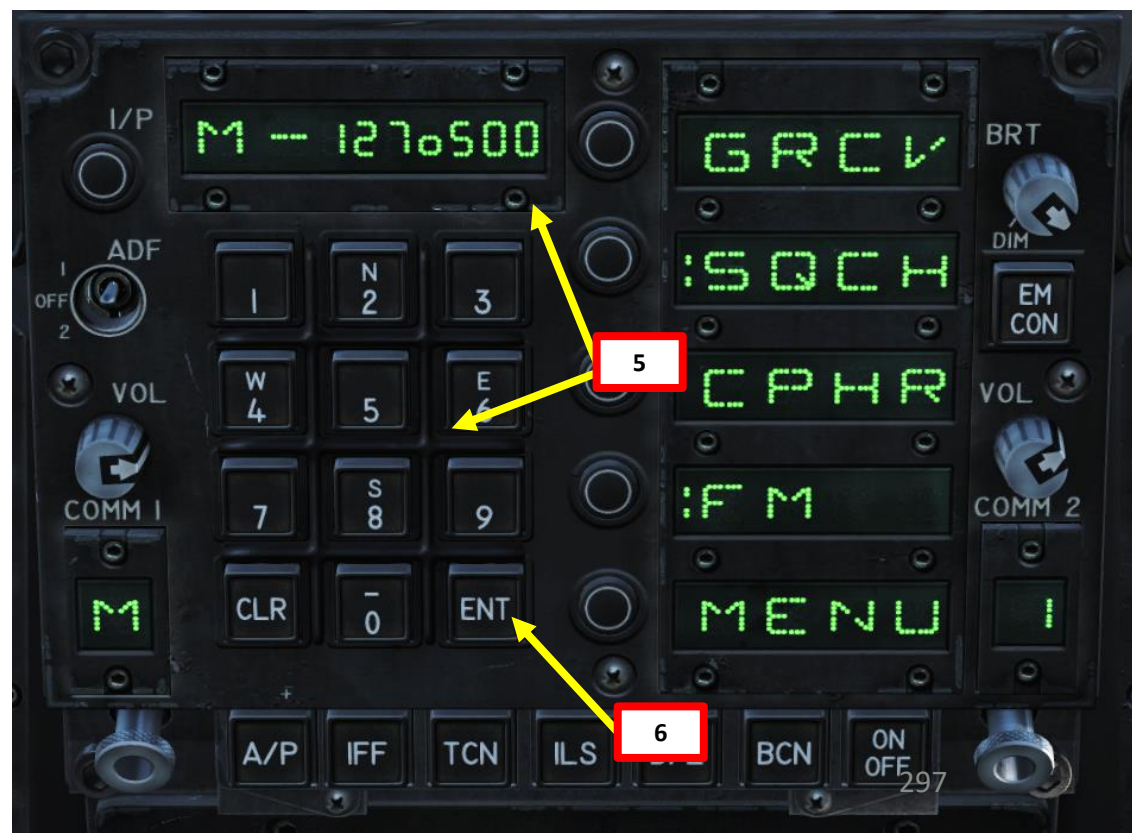 I/P
M -- 127o500
GRCV
BRT
DIM
ADF
1
OFF
2
1
N
2
3
:SQCH
EM
CON
5
W
4
5
E
6
CPHR
VOL
VOL
7
S
8
9
:FM
COMM 1
COMM 2
M
CLR
–
0
ENT
MENU
1
6
A/P
IFF
TCN
ILS
BCN
ON
OFF
297